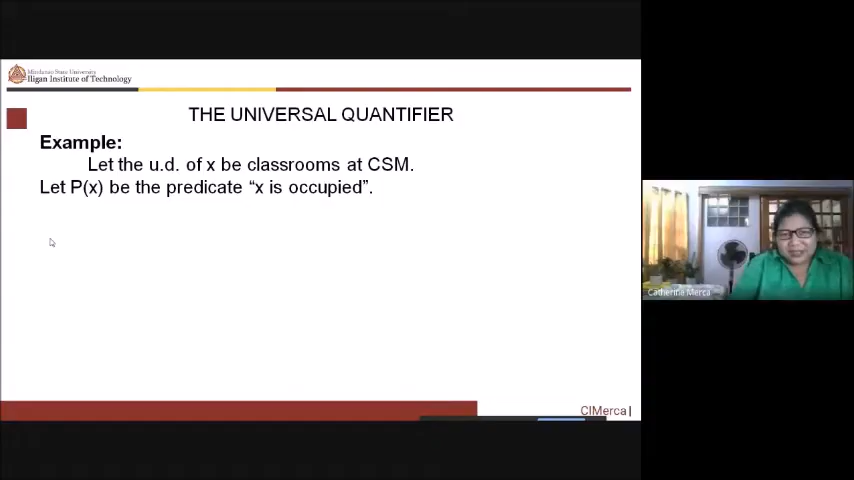 Mindanao State University
Iligan Institute of Technology
THE UNIVERSAL QUANTIFIER
Example:
Let the u.d. of x be classrooms at CSM.
Let P(x) be the predicate “x is occupied”.
Catherine Merca
CIMerca|